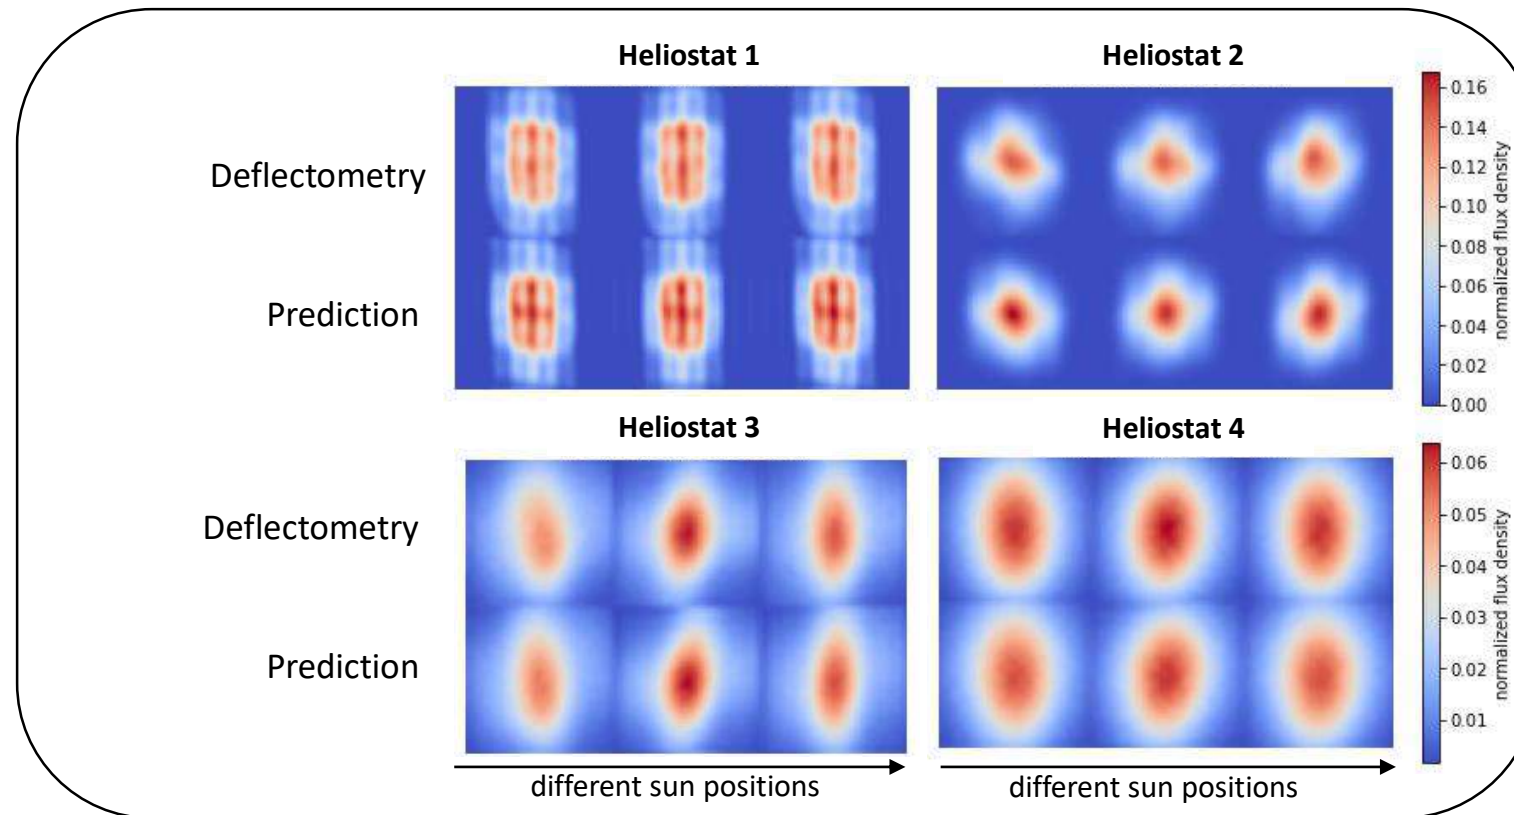 Heliostat 1
Heliostat 2
Deflectometry
Prediction
0.16
0.14
0.12
0.10
0.08
0.06
0.04
0.02
0.00
normalized flux density
Heliostat 3
Heliostat 4
Deflectometry
Prediction
0.06
0.05
0.04
0.03
0.02
0.01
normalized flux density
different sun positions
different sun positions